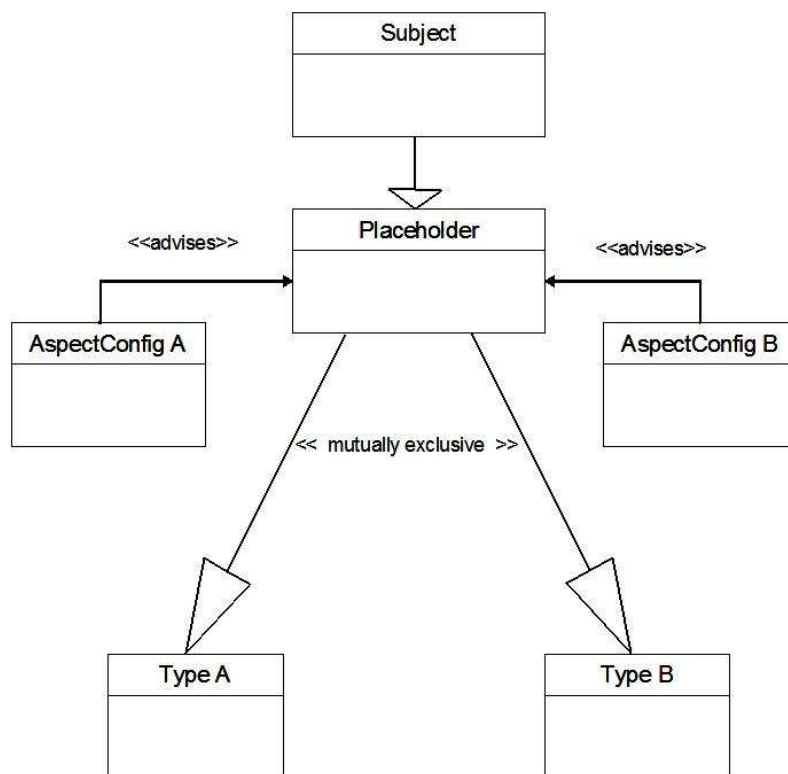 Subject
Placeholder
<<advises>>
<<advises>>
AspectConfig A
AspectConfig B
<< mutually exclusive >>
Type A
Type B